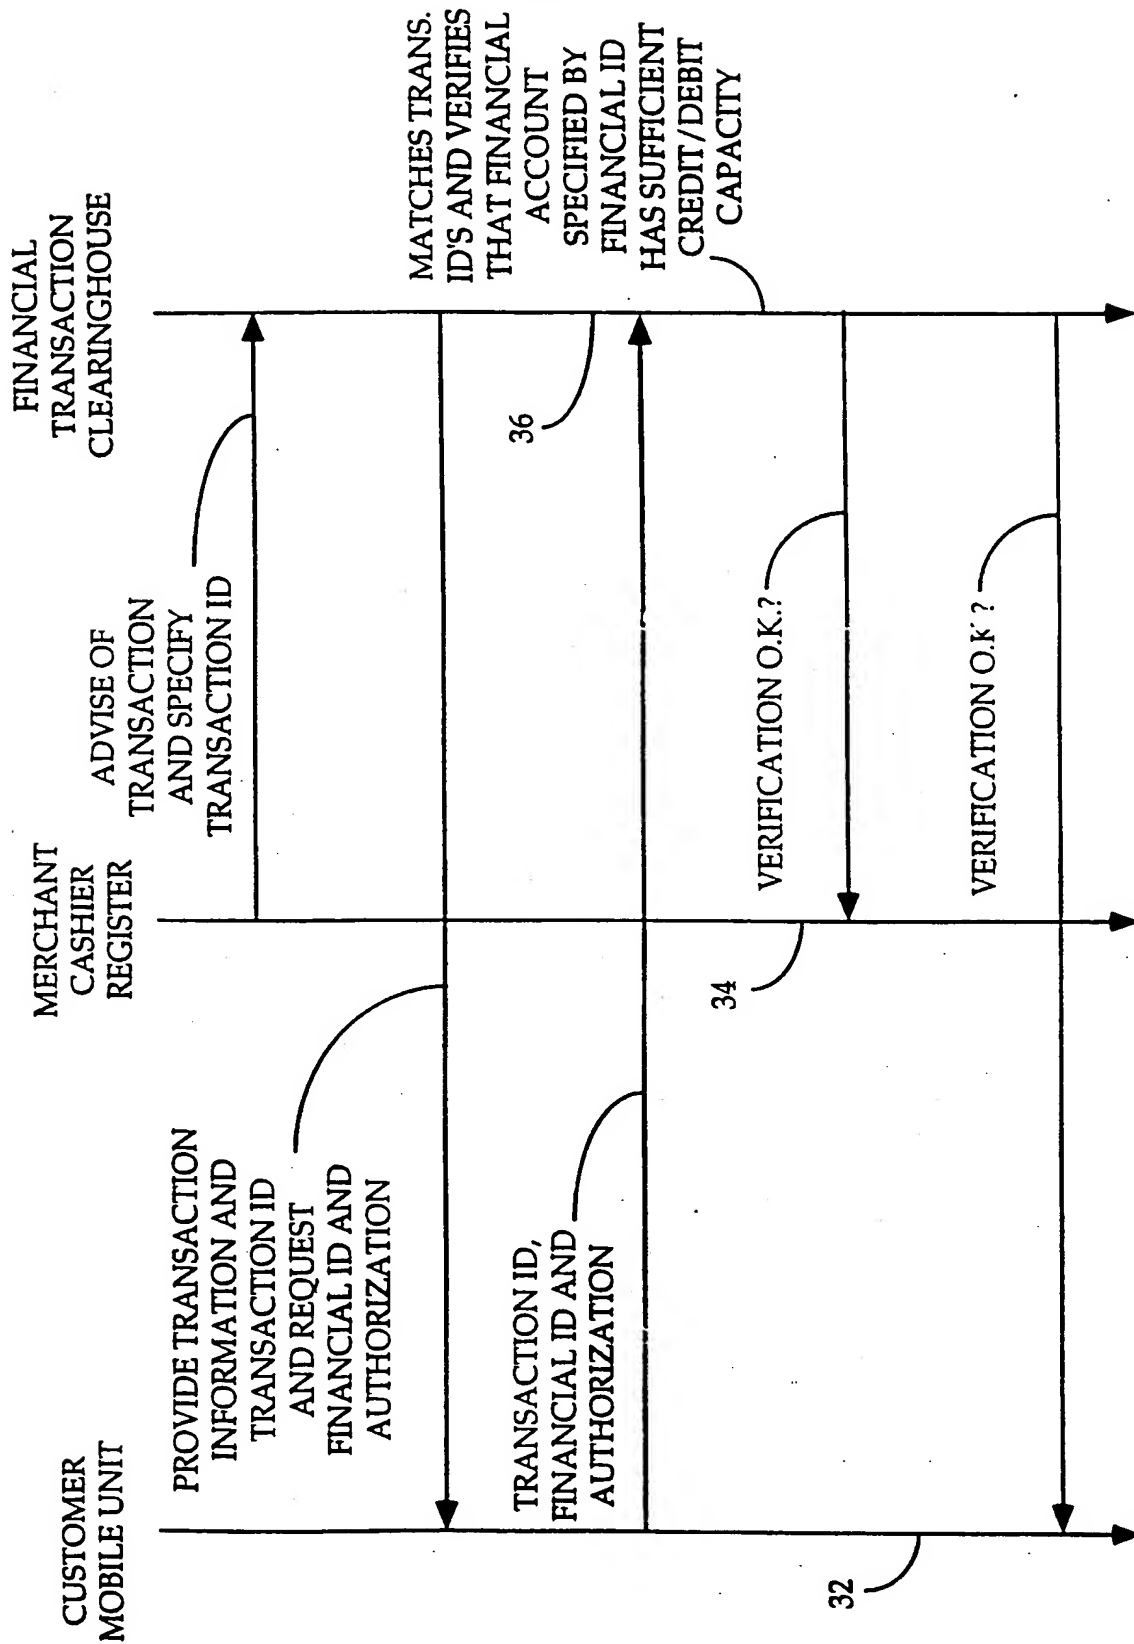 CUSTOMER
MOBILE UNIT
MERCHANT
CASHIER
REGISTER
FINANCIAL
TRANSACTION
CLEARINGHOUSE
ADVISE OF
TRANSACTION
AND SPECIFY
TRANSACTION ID
PROVIDE TRANSACTION
INFORMATION AND
TRANSACTION ID
AND REQUEST
FINANCIAL ID AND
AUTHORIZATION
36
TRANSACTION ID,
FINANCIAL ID AND
AUTHORIZATION
MATCHES TRANS.
ID'S AND VERIFIES
THAT FINANCIAL
ACCOUNT
SPECIFIED BY
FINANCIAL ID
HAS SUFFICIENT
CREDIT/DEBIT
CAPACITY
34
VERIFICATION O.K.?
32
VERIFICATION O.K ?